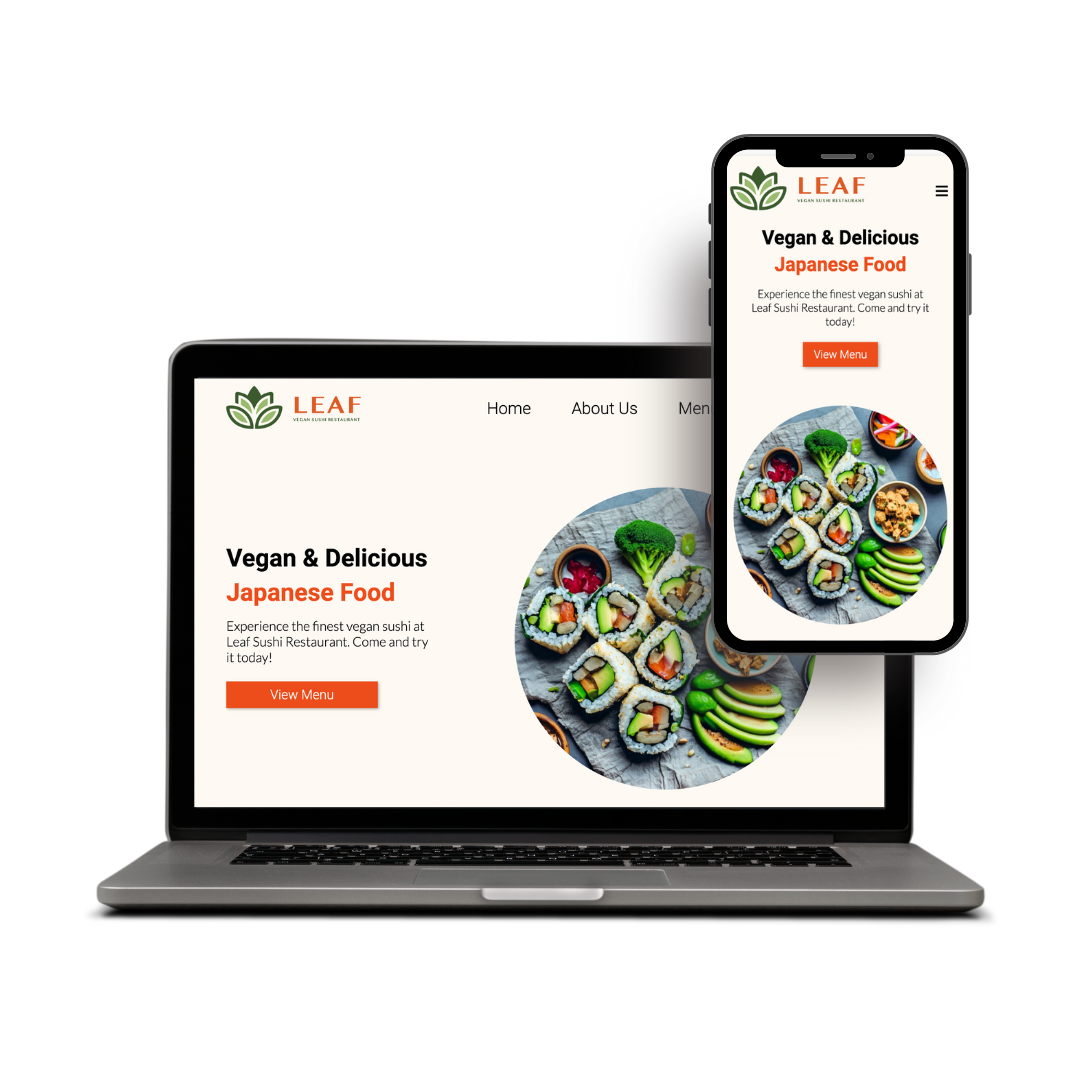 LEAF
VEGAN SUSHI RESTAURANT
Vegan & Delicious
Japanese Food
Experience the finest vegan sushi at
Leaf Sushi Restaurant. Come and try it
today!
View Menu
LEAF
VEGAN SUSHI RESTAURANT
Home About Us Men
Vegan & Delicious
Japanese Food
Experience the finest vegan sushi at
Leaf Sushi Restaurant. Come and try
it today!
View Menu